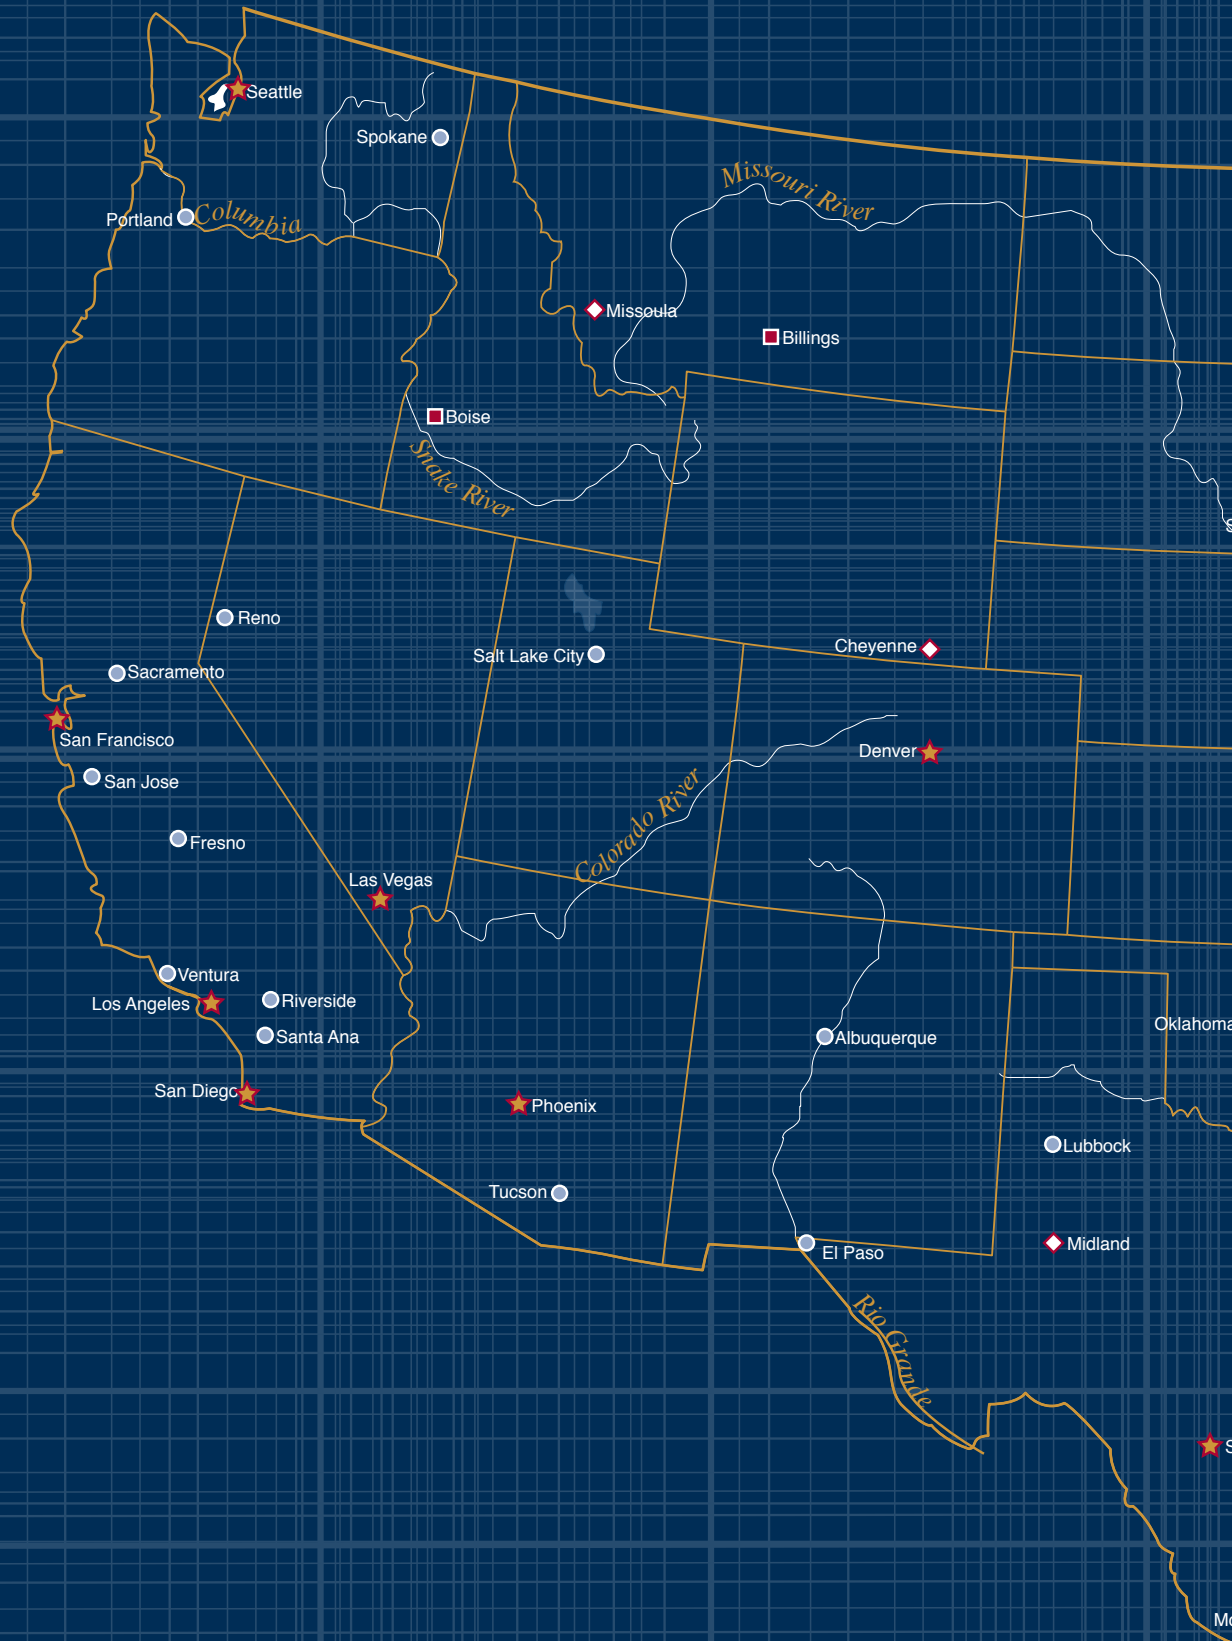 Seattle
Spokane
Missouri River
Portland
Columbia
Missoula
Billings
Boise
Snake River
Reno
Salt Lake City
Cheyenne
Sacramento
San Francisco
Denver
San Jose
Colorado River
Fresno
Las Vegas
Ventura
Los Angeles
Riverside
Oklahoma
Santa Ana
Albuquerque
San Diego
Phoenix
Lubbock
Tucson
Midland
El Paso
Rio Grande